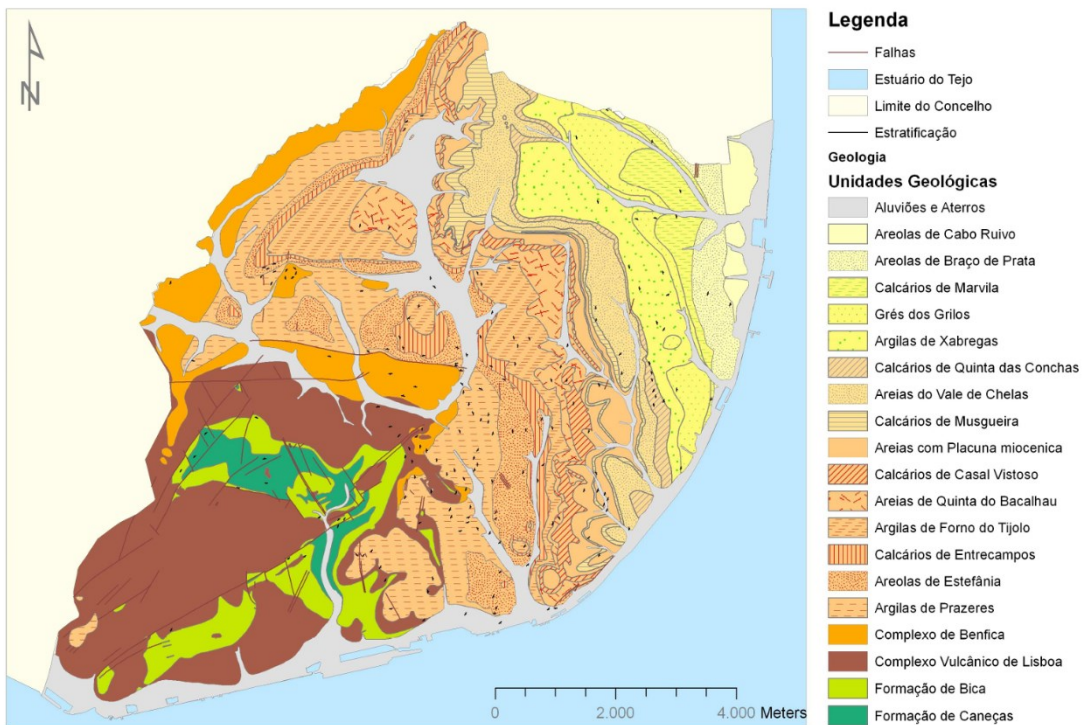 N
Legenda
Falhas
Estuário do Tejo
Limite do Concelho
Estratificação
Geologia
Unidades Geológicas
Aluviões e Aterros
Areolas de Cabo Ruivo
Areolas de Braço de Prata
Calcários de Marvila
Grés dos Grilos
Argilas de Xabregas
Calcários de Quinta das Conchas
Areias do Vale de Chelas
Calcários de Musgueira
Areias com Placuna miocenica
Calcários de Casal Vistoso
Areias de Quinta do Bacalhau
Argilas de Forno do Tijolo
Calcários de Entrecampos
Areolas de Estefânia
Argilas de Prazeres
Complexo de Benfica
Complexo Vulcânico de Lisboa
Formação de Bica
Formação de Caneças
0 2.000 4.000 Meters